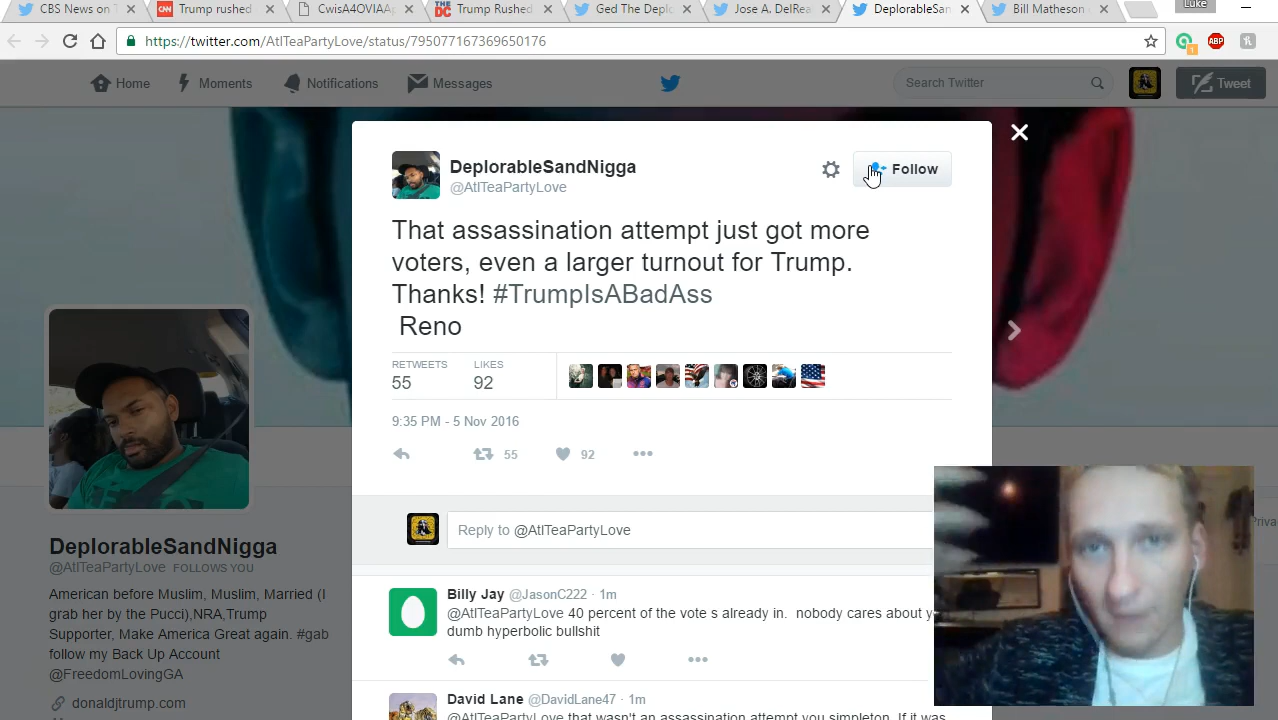 CBS News on T
Trump rushed
CwisA4OVIAAp
Trump Rushed
Ged The Deplo
Jose A. DelRea
DeplorableSan
Bill Matheson
Luke
https://twitter.com/AtlTeaPartyLove/status/795077167369650176
1
ABP
Home
Moments
Notifications
Messages
Search Twitter
Tweet
DeplorableSandNigga
@AtlTeaPartyLove
Follow
That assassination attempt just got more
voters, even a larger turnout for Trump.
Thanks! #TrumpIsABadAss
Reno
RETWEETS LIKES
55 92
9:35 PM - 5 Nov 2016
55 92
Reply to @AtlTeaPartyLove
Billy Jay @JasonC222 · 1m
@AtlTeaPartyLove 40 percent of the vote s already in. nobody cares about y
dumb hyperbolic bullshit
David Lane @DavidLane47 · 1m
@AtlTeaPartyLove that wasn't an assassination attempt you simpleton. If it was
DeplorableSandNigga
@AtlTeaPartyLove FOLLOWS YOU
American before Muslim, Muslim, Married (I
grab her by the Pucci),NRA,Trump
Supporter, Make America Great again. #gab
follow my Back Up Account
@FreedomLovingGA
donaldjtrump.com
Priva